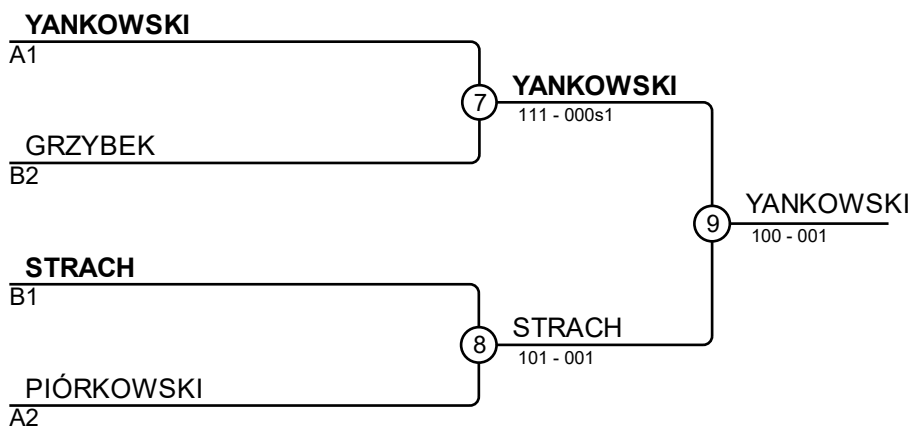 YANKOWSKI
A1
7
YANKOWSKI
111 - 000s1
GRZYBEK
B2
9
YANKOWSKI
100 - 001
STRACH
B1
8
STRACH
101 - 001
PIÓRKOWSKI
A2